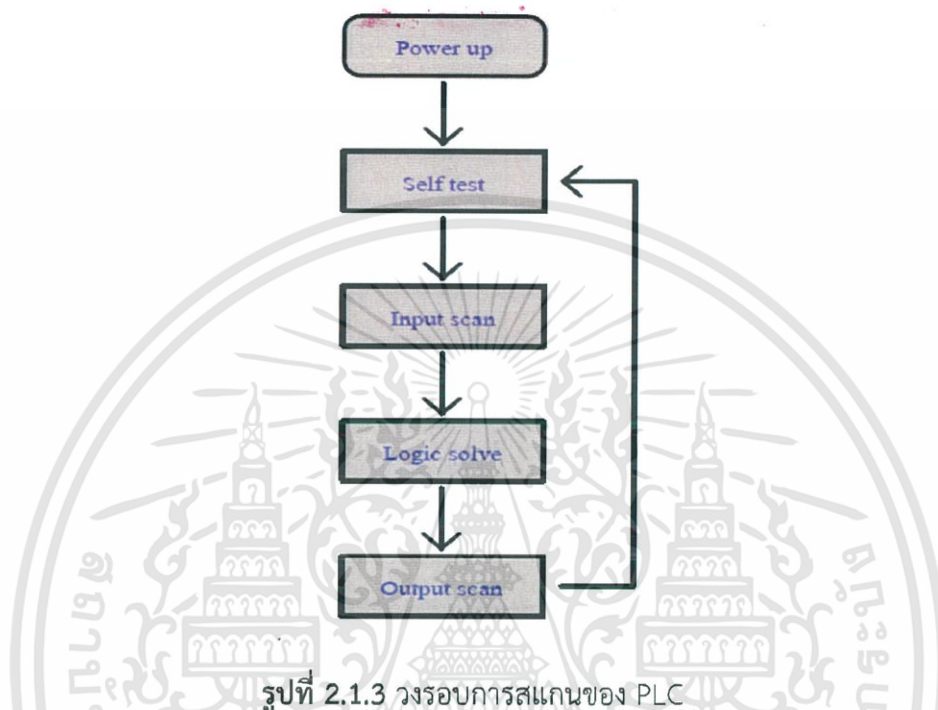 Power up
Self test
Input scan
Logic solve
Output scan
รูปที่ 2.1.3 วงรอบการสแกนของ PLC